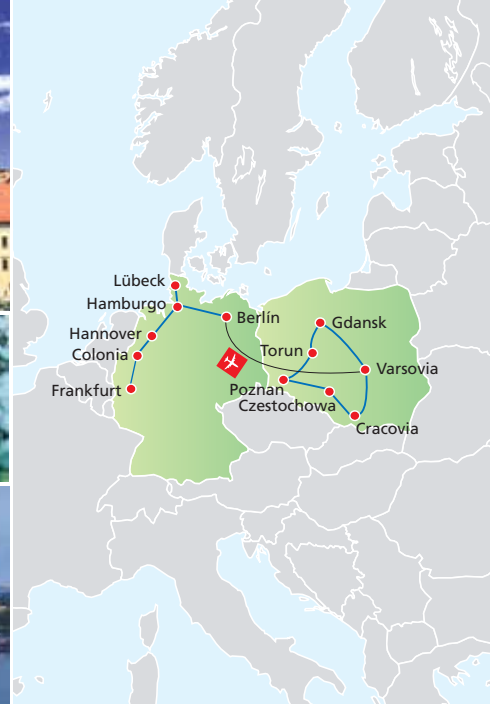 Lübeck
Hamburgo
Berlín
Gdansk
Hannover
Colonia
Torun
Varsovia
Frankfurt
Poznan
Czestochowa
Cracovia